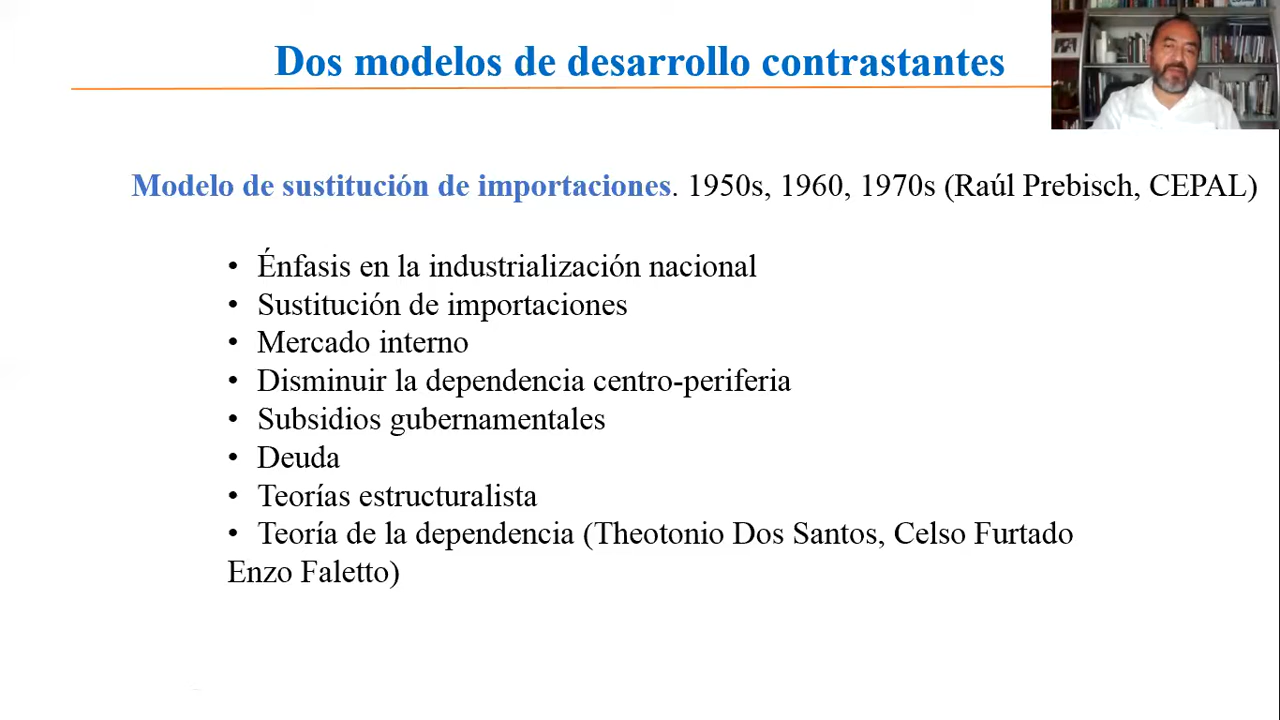 Dos modelos de desarrollo contrastantes
Modelo de sustitución de importaciones. 1950s, 1960, 1970s (Raúl Prebisch, CEPAL)
• Énfasis en la industrialización nacional
• Sustitución de importaciones
• Mercado interno
• Disminuir la dependencia centro-periferia
• Subsidios gubernamentales
• Deuda
• Teorías estructuralista
• Teoría de la dependencia (Theotonio Dos Santos, Celso Furtado
Enzo Faletto)